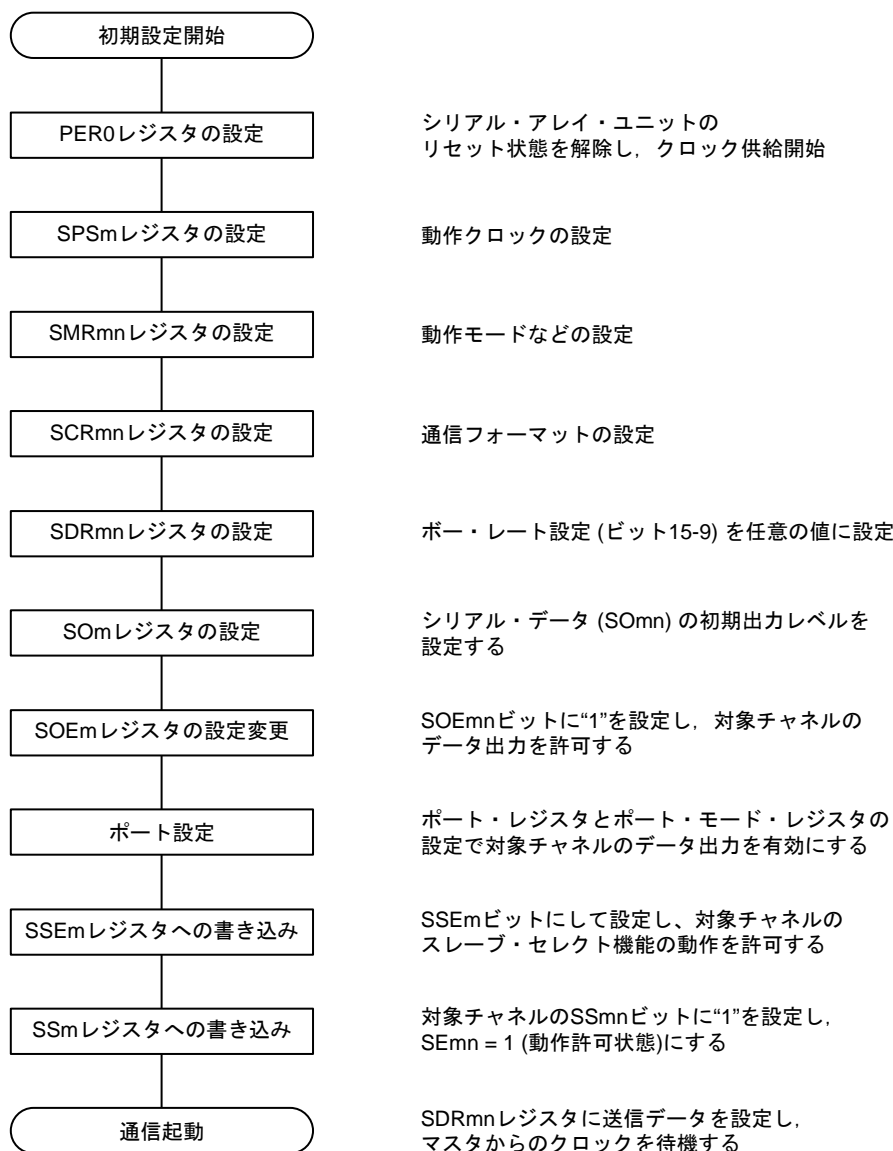 初期設定開始
PER0レジスタの設定
シリアル・アレイ・ユニットの
リセット状態を解除し，クロック供給開始
SPSmレジスタの設定
動作クロックの設定
SMRmnレジスタの設定
動作モードなどの設定
SCRmnレジスタの設定
通信フォーマットの設定
SDRmnレジスタの設定
ボー・レート設定 (ビット15-9) を任意の値に設定
SOmレジスタの設定
シリアル・データ (SOmn) の初期出力レベルを
設定する
SOEmレジスタの設定変更
SOEmnビットに“1”を設定し，対象チャネルの
データ出力を許可する
ポート設定
ポート・レジスタとポート・モード・レジスタの
設定で対象チャネルのデータ出力を有効にする
SSEmレジスタへの書き込み
SSEmビットにして設定し、対象チャネルの
スレーブ・セレクト機能の動作を許可する
SSmレジスタへの書き込み
対象チャネルのSSmnビットに“1”を設定し，
SEmn = 1 (動作許可状態)にする
通信起動
SDRmnレジスタに送信データを設定し，
マスタからのクロックを待機する